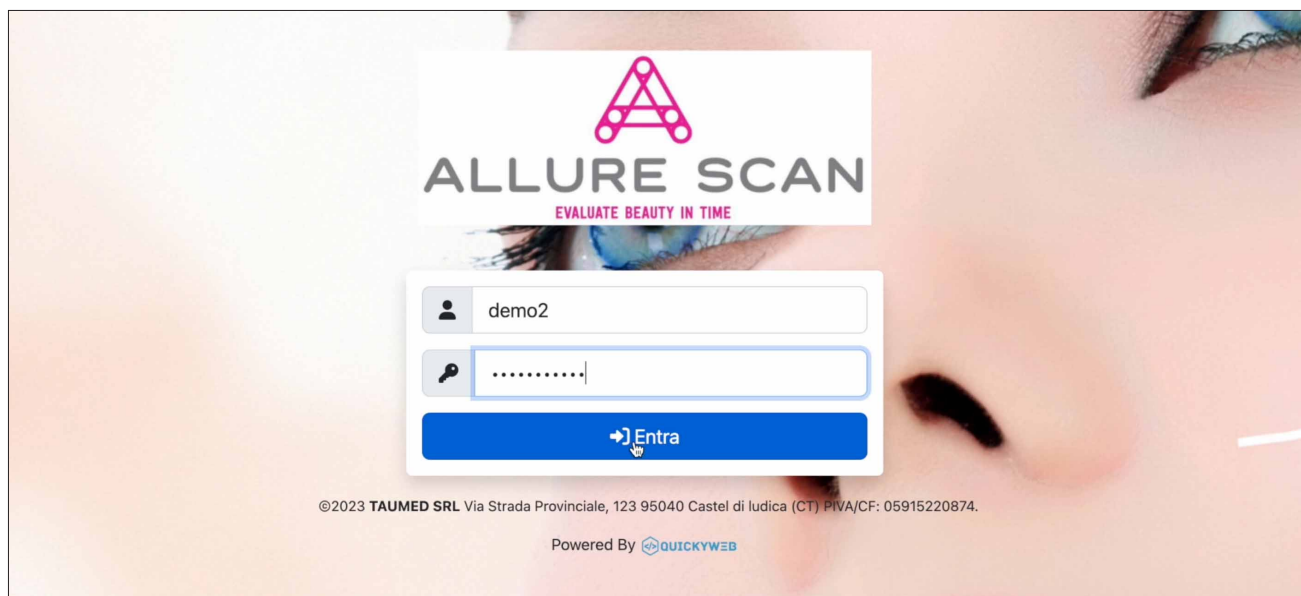 ALLURE SCAN
EVALUATE BEAUTY IN TIME
demo2
•••••••••••
Entra
©2023 TAUMED SRL Via Strada Provinciale, 123 95040 Castel di Iudica (CT) PIVA/CF: 05915220874.
Powered By QUICKYWEB